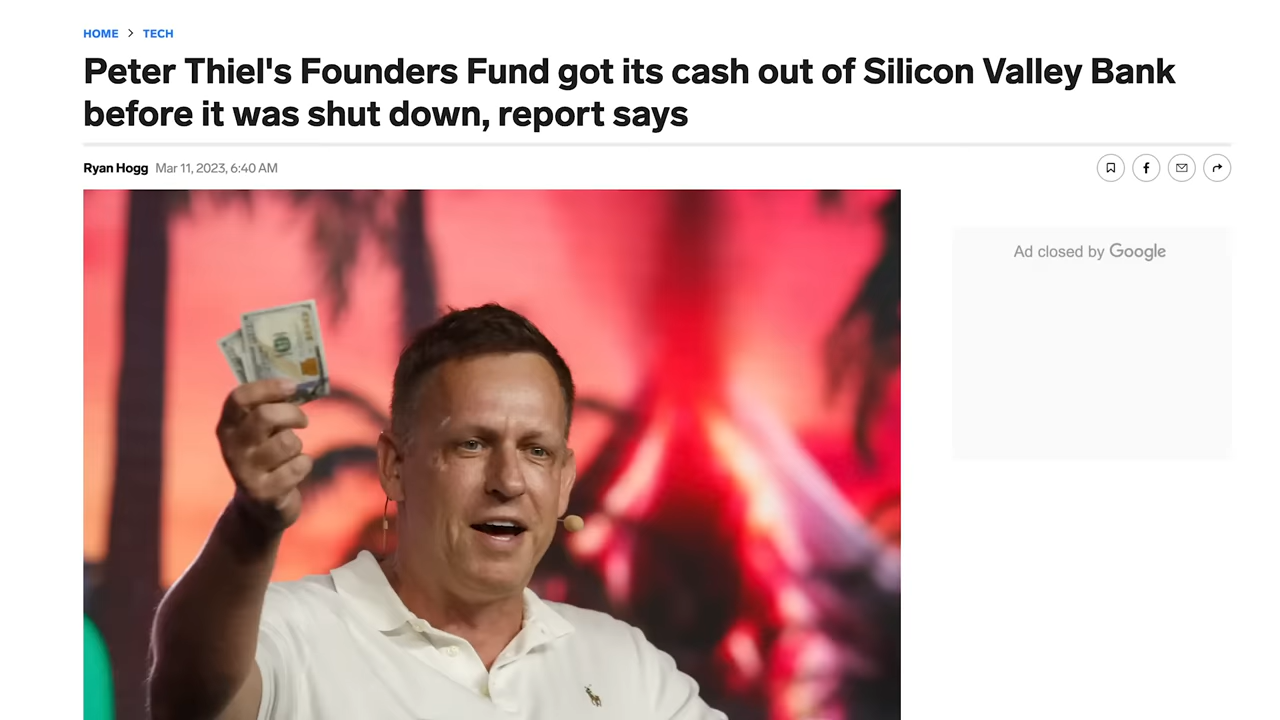 HOME > TECH
Peter Thiel's Founders Fund got its cash out of Silicon Valley Bank
before it was shut down, report says
Ryan Hogg Mar 11, 2023, 6:40 AM
Ad closed by Google